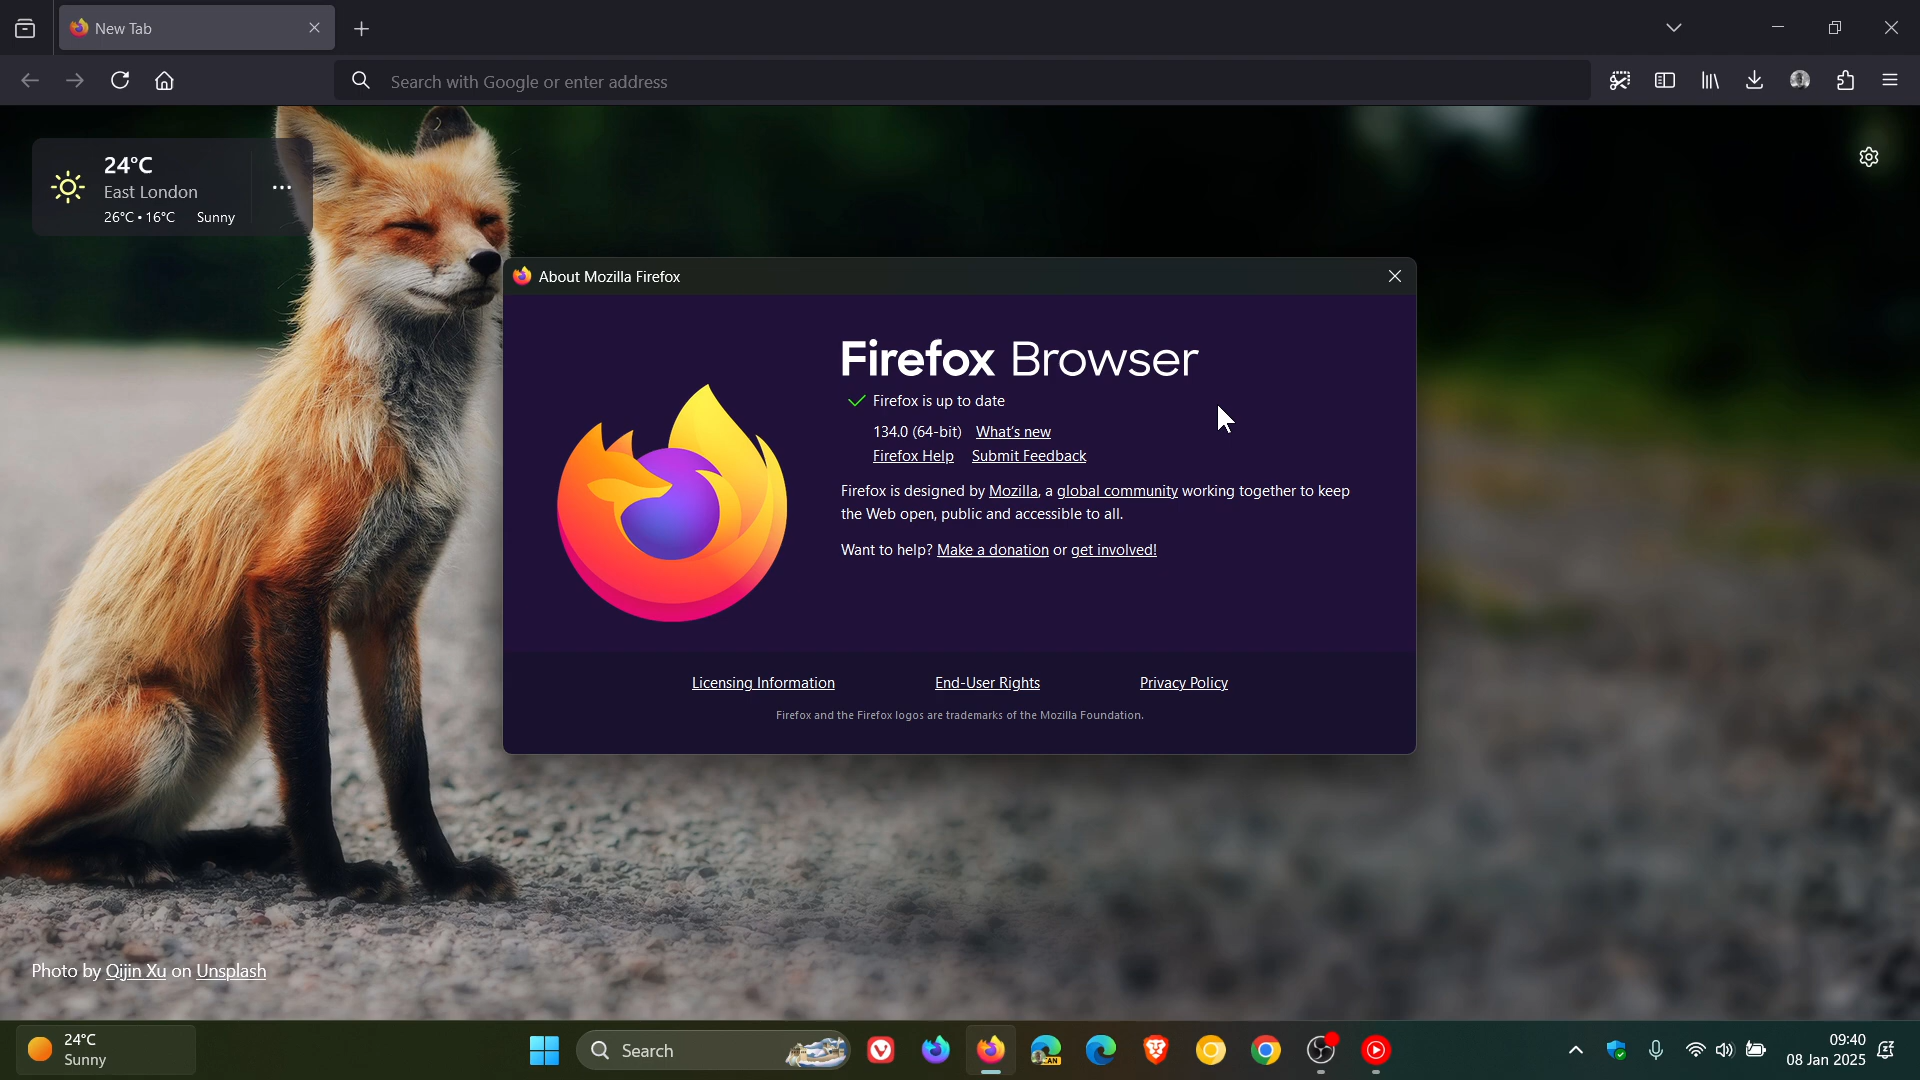 New Tab
Search with Google or enter address
24°C
East London
26°C • 16°C Sunny
About Mozilla Firefox
Firefox Browser
Firefox is up to date
134.0 (64-bit) What's new
Firefox Help Submit Feedback
Firefox is designed by Mozilla, a global community working together to keep
the Web open, public and accessible to all.
Want to help? Make a donation or get involved!
Licensing Information End-User Rights Privacy Policy
Firefox and the Firefox logos are trademarks of the Mozilla Foundation.
Photo by Qijin Xu on Unsplash
24°C
Sunny
Search
CAN
09:40
08 Jan 2025